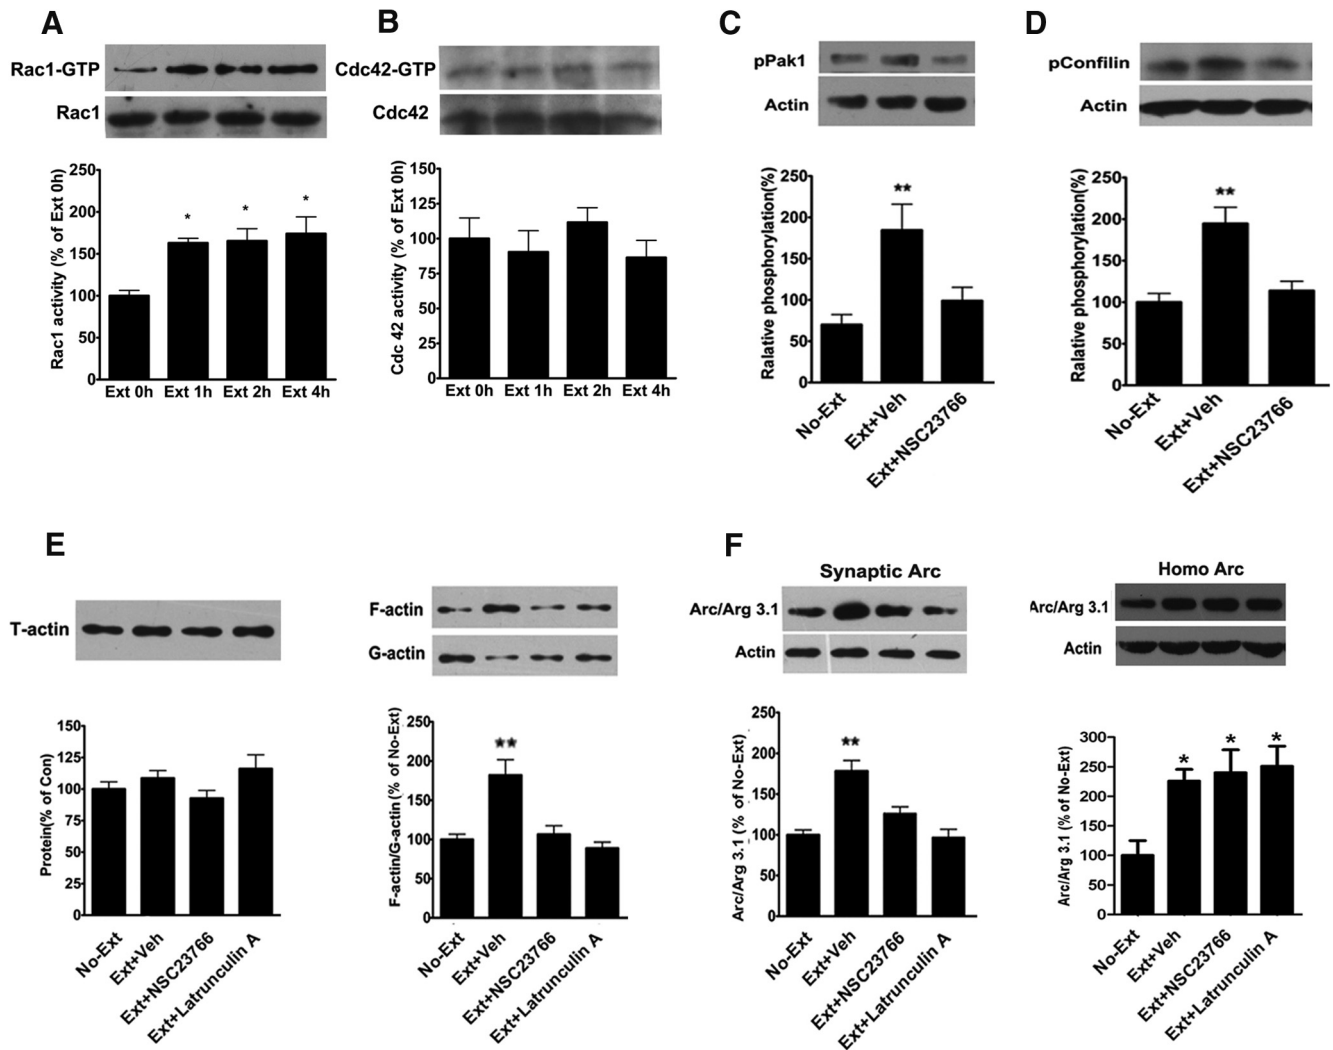 A
Rac1-GTP
Rac1
Rac1 activity (% of Ext 0h)
250
200
150
100
50
0
* * *
Ext 0h Ext 1h Ext 2h Ext 4h
B
Cdc42-GTP
Cdc42
Cdc 42 activity (% of Ext 0h)
150
125
100
75
50
25
0
Ext 0h Ext 1h Ext 2h Ext 4h
C
pPak1
Actin
Ralative phosphorylation(%)
250
200
150
100
50
0
**
No-Ext
Ext+Veh
Ext+NSC23766
D
pConfilin
Actin
Ralative phosphorylation(%)
250
200
150
100
50
0
**
No-Ext
Ext+Veh
Ext+NSC23766
E
T-actin
Protein(% of Con)
150
125
100
75
50
25
0
No-Ext
Ext+Veh
Ext+NSC23766
Ext+Latrunculin A
F-actin
G-actin
F-actin/G-actin (% of No-Ext)
250
200
150
100
50
0
**
No-Ext
Ext+Veh
Ext+NSC23766
Ext+Latrunculin A
F
Synaptic Arc
Arc/Arg 3.1
Actin
Arc/Arg 3.1 (% of No-Ext)
250
200
150
100
50
0
**
No-Ext
Ext+Veh
Ext+NSC23766
Ext+Latrunculin A
Homo Arc
Arc/Arg 3.1
Actin
Arc/Arg 3.1 (% of No-Ext)
300
250
200
150
100
50
0
* * *
No-Ext
Ext+Veh
Ext+NSC23766
Ext+Latrunculin A